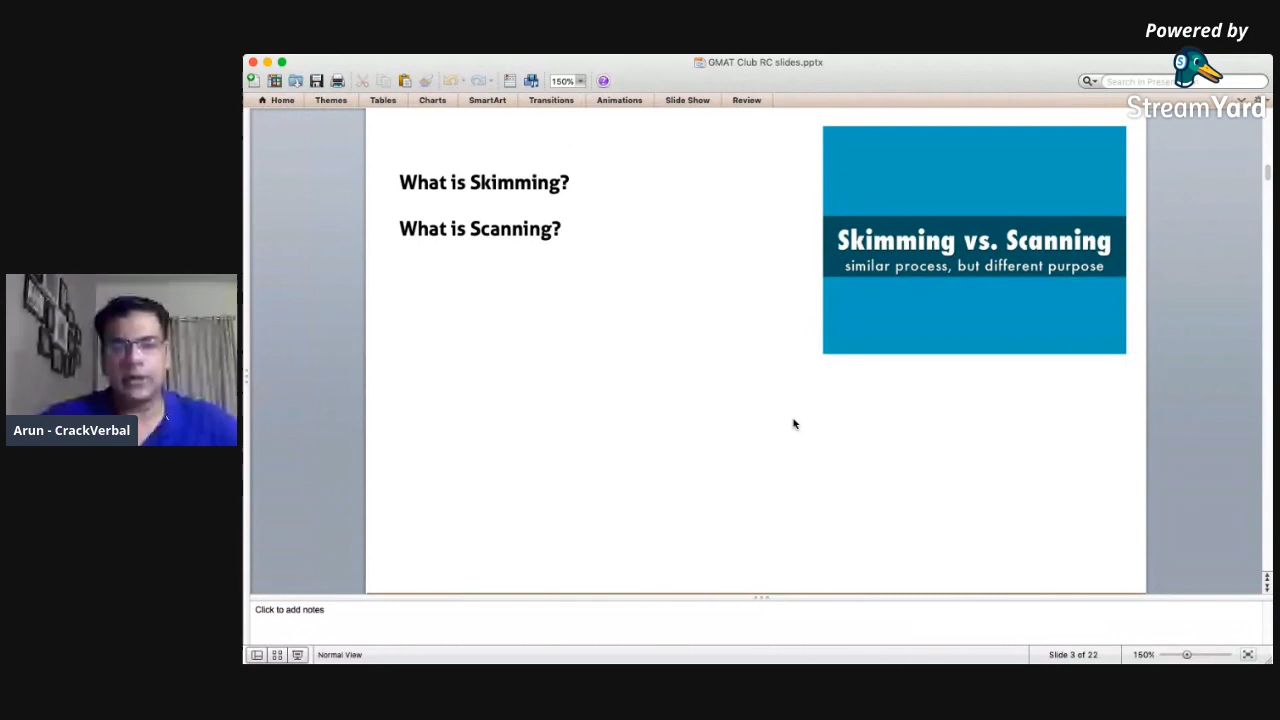 Powered by
StreamYard
GMAT Club RC slides.pptx
150%
Home Themes Tables Charts SmartArt Transitions Animations Slide Show Review
What is Skimming?
What is Scanning?
Skimming vs. Scanning
similar process, but different purpose
Arun - CrackVerbal
Click to add notes
Normal View
Slide 3 of 22
150%